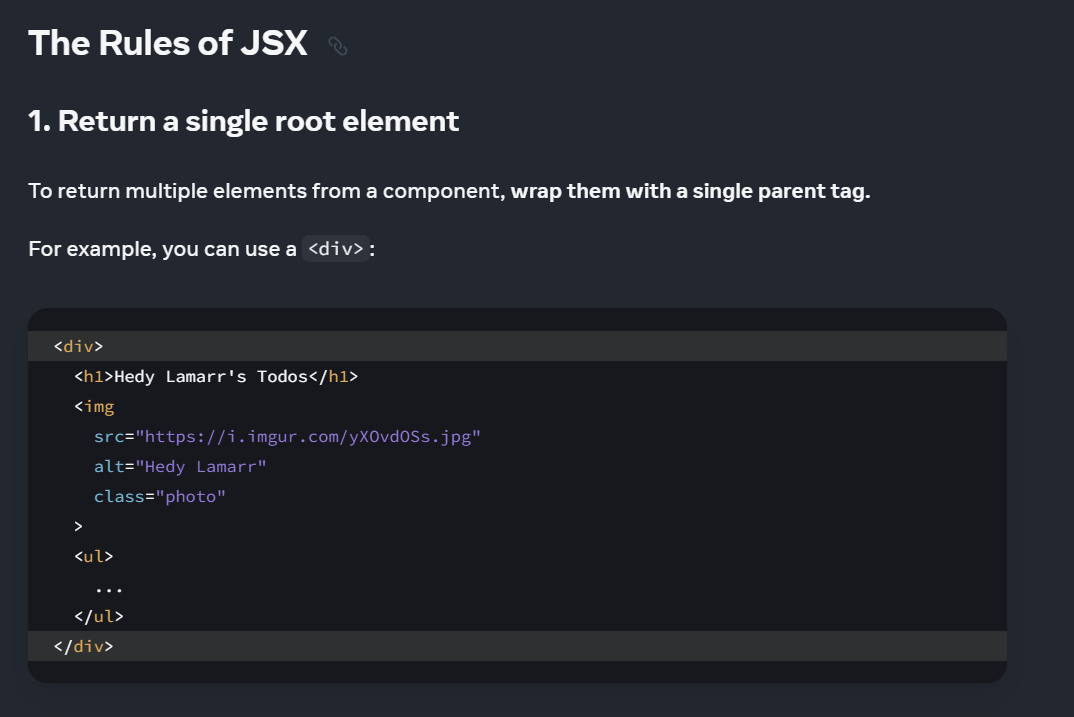 The Rules of JSX
1. Return a single root element
To return multiple elements from a component, wrap them with a single parent tag.
For example, you can use a <div>:
<div>
<h1>Hedy Lamarr's Todos</h1>
<img
src="https://i.imgur.com/yXOvdOSs.jpg"
alt="Hedy Lamarr"
class="photo"
>
<ul>
...
</ul>
</div>